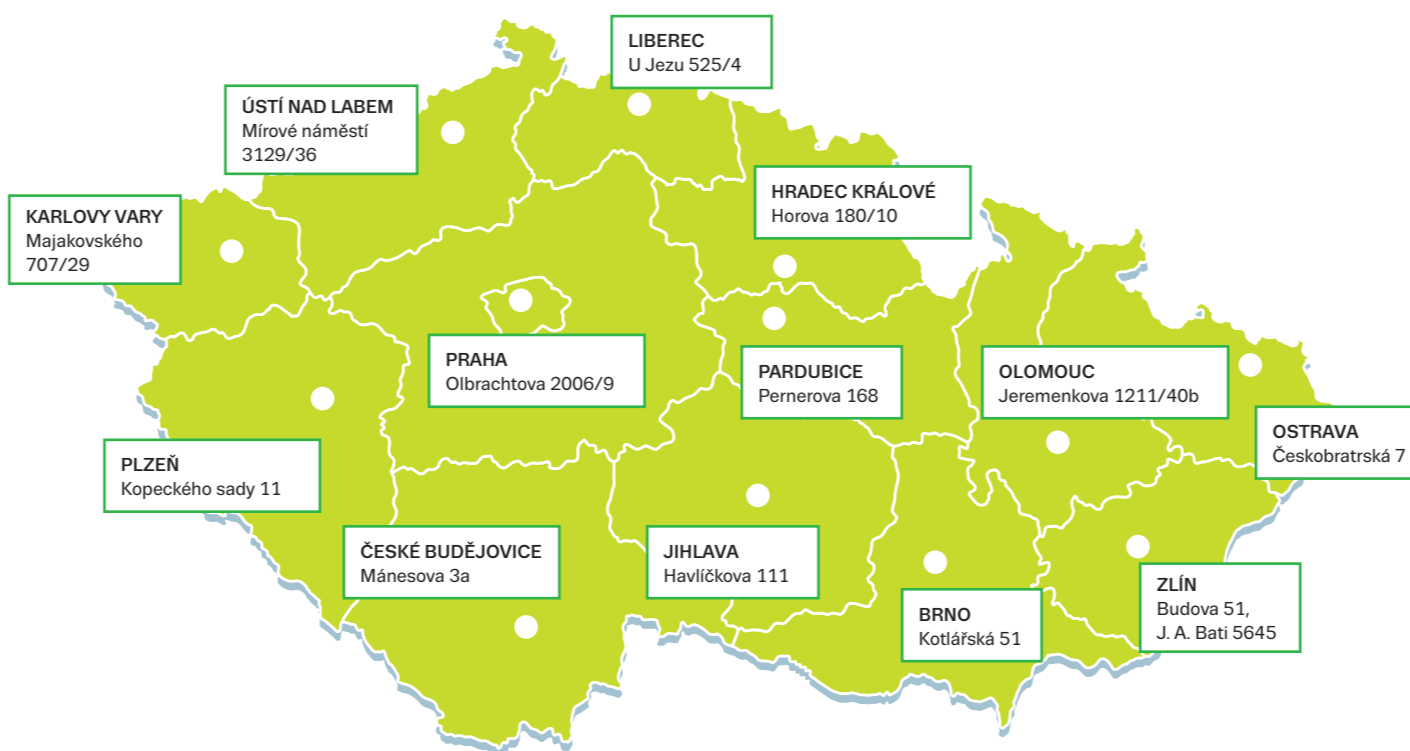 LIBEREC
U Jezu 525/4
ÚSTÍ NAD LABEM
Mírové náměstí
3129/36
HRADEC KRÁLOVÉ
Horova 180/10
KARLOVY VARY
Majakovského
707/29
PRAHA
Olbrachtova 2006/9
PARDUBICE
Pernerova 168
OLOMOUC
Jeremenkova 1211/40b
OSTRAVA
Českobratrská 7
PLZEŇ
Kopeckého sady 11
ČESKÉ BUDĚJOVICE
Mánesova 3a
JIHLAVA
Havlíčkova 111
BRNO
Kotlářská 51
ZLÍN
Budova 51,
J. A. Bati 5645